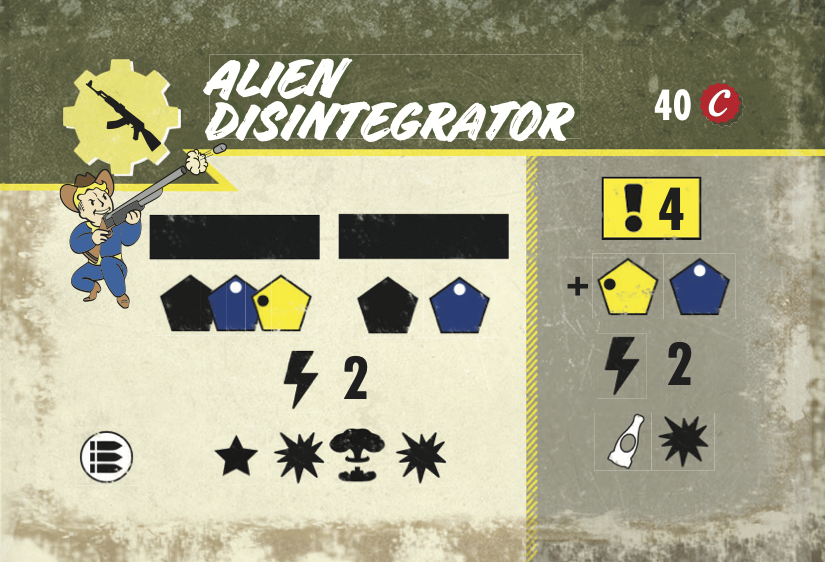 ALIEN
DISINTEGRATOR
40 C
! 4
+
2
2